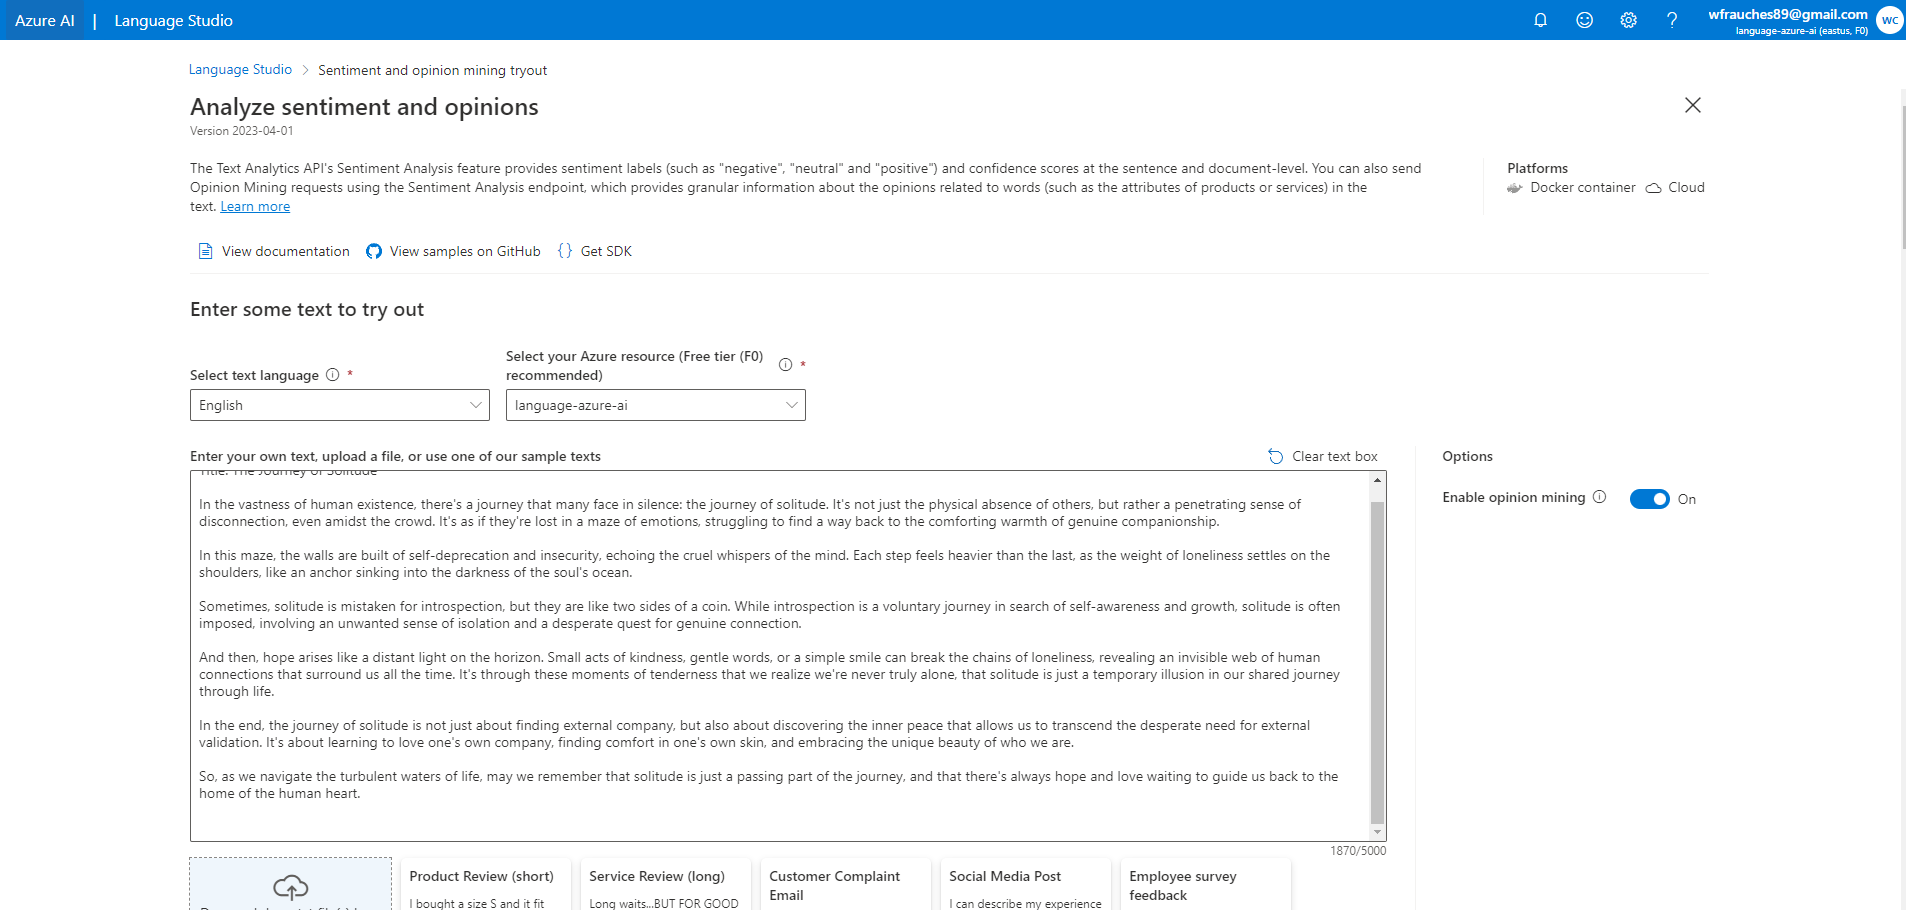 Azure AI | Language Studio
wfrauches89@gmail.com
language-azure-ai (eastus, F0)
WC
Language Studio > Sentiment and opinion mining tryout
Analyze sentiment and opinions
Version 2023-04-01
The Text Analytics API's Sentiment Analysis feature provides sentiment labels (such as "negative", "neutral" and "positive") and confidence scores at the sentence and document-level. You can also send
Opinion Mining requests using the Sentiment Analysis endpoint, which provides granular information about the opinions related to words (such as the attributes of products or services) in the
text. Learn more
Platforms
Docker container Cloud
View documentation View samples on GitHub {} Get SDK
Enter some text to try out
Select text language *
English
Select your Azure resource (Free tier (F0)
recommended) *
language-azure-ai
Enter your own text, upload a file, or use one of our sample texts
Clear text box
Title: The Journey of Solitude
In the vastness of human existence, there's a journey that many face in silence: the journey of solitude. It's not just the physical absence of others, but rather a penetrating sense of
disconnection, even amidst the crowd. It's as if they're lost in a maze of emotions, struggling to find a way back to the comforting warmth of genuine companionship.
In this maze, the walls are built of self-deprecation and insecurity, echoing the cruel whispers of the mind. Each step feels heavier than the last, as the weight of loneliness settles on the
shoulders, like an anchor sinking into the darkness of the soul's ocean.
Sometimes, solitude is mistaken for introspection, but they are like two sides of a coin. While introspection is a voluntary journey in search of self-awareness and growth, solitude is often
imposed, involving an unwanted sense of isolation and a desperate quest for genuine connection.
And then, hope arises like a distant light on the horizon. Small acts of kindness, gentle words, or a simple smile can break the chains of loneliness, revealing an invisible web of human
connections that surround us all the time. It's through these moments of tenderness that we realize we're never truly alone, that solitude is just a temporary illusion in our shared journey
through life.
In the end, the journey of solitude is not just about finding external company, but also about discovering the inner peace that allows us to transcend the desperate need for external
validation. It's about learning to love one's own company, finding comfort in one's own skin, and embracing the unique beauty of who we are.
So, as we navigate the turbulent waters of life, may we remember that solitude is just a passing part of the journey, and that there's always hope and love waiting to guide us back to the
home of the human heart.
1870/5000
Options
Enable opinion mining On
Product Review (short)
I bought a size S and it fit
Service Review (long)
Long waits...BUT FOR GOOD
Customer Complaint
Email
Social Media Post
I can describe my experience
Employee survey
feedback